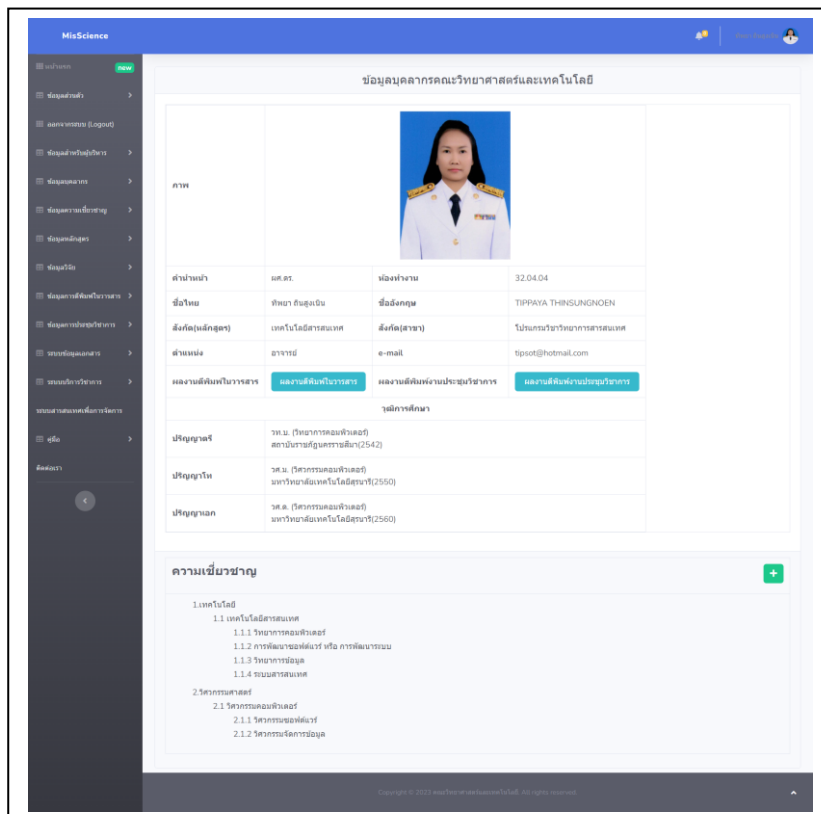 MisScience
หน้าแรก new
ข้อมูลส่วนตัว
ออกจากระบบ (Logout)
ข้อมูลสำหรับผู้บริหาร
ข้อมูลบุคลากร
ข้อมูลความเชี่ยวชาญ
ข้อมูลหลักสูตร
ข้อมูลวิจัย
ข้อมูลการตีพิมพ์ในวารสาร
ข้อมูลการประชุมวิชาการ
ระบบข้อมูลเอกสาร
ระบบบริการวิชาการ
ระบบสารสนเทศเพื่อการจัดการ
คู่มือ
ติดต่อเรา
ข้อมูลบุคลากรคณะวิทยาศาสตร์และเทคโนโลยี
ภาพ
คำนำหน้า ผศ.ดร. ห้องทำงาน 32.04.04
ชื่อไทย ทิพยา ถินสูงเนิน ชื่ออังกฤษ TIPPAYA THINSUNGNOEN
สังกัด(หลักสูตร) เทคโนโลยีสารสนเทศ สังกัด(สาขา) โปรแกรมวิชาวิทยาการสารสนเทศ
ตำแหน่ง อาจารย์ e-mail tipsot@hotmail.com
ผลงานตีพิมพ์ในวารสาร ผลงานตีพิมพ์ในวารสาร ผลงานตีพิมพ์งานประชุมวิชาการ ผลงานตีพิมพ์งานประชุมวิชาการ
วุฒิการศึกษา
ปริญญาตรี วท.บ. (วิทยาการคอมพิวเตอร์)
สถาบันราชภัฏนครราชสีมา(2542)
ปริญญาโท วศ.ม. (วิศวกรรมคอมพิวเตอร์)
มหาวิทยาลัยเทคโนโลยีสุรนารี(2550)
ปริญญาเอก วศ.ด. (วิศวกรรมคอมพิวเตอร์)
มหาวิทยาลัยเทคโนโลยีสุรนารี(2560)
ความเชี่ยวชาญ
1.เทคโนโลยี
1.1 เทคโนโลยีสารสนเทศ
1.1.1 วิทยาการคอมพิวเตอร์
1.1.2 การพัฒนาซอฟต์แวร์ หรือ การพัฒนาระบบ
1.1.3 วิทยาการข้อมูล
1.1.4 ระบบสารสนเทศ
2.วิศวกรรมศาสตร์
2.1 วิศวกรรมคอมพิวเตอร์
2.1.1 วิศวกรรมซอฟต์แวร์
2.1.2 วิศวกรรมจัดการข้อมูล
Copyright © 2023 คณะวิทยาศาสตร์และเทคโนโลยี. All rights reserved.